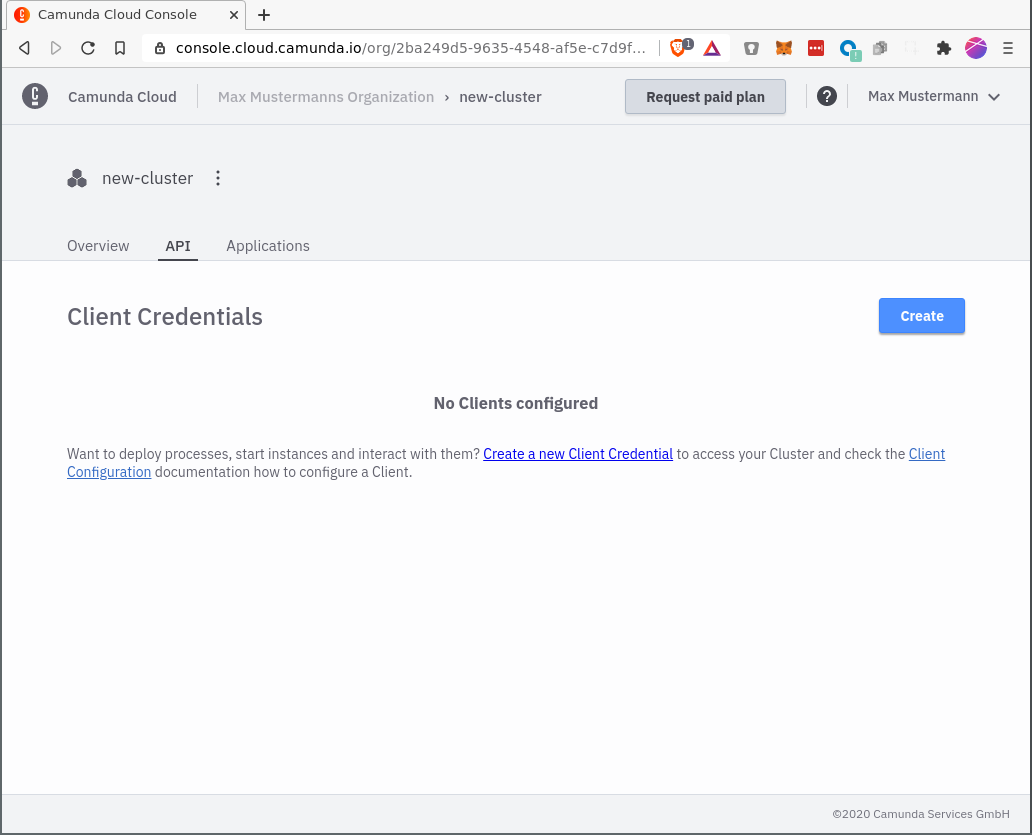 Camunda Cloud Console
console.cloud.camunda.io/org/2ba249d5-9635-4548-af5e-c7d9f...
1
Camunda Cloud
Max Mustermanns Organization › new-cluster
Request paid plan
?
Max Mustermann
new-cluster
Overview
API
Applications
Client Credentials
Create
No Clients configured
Want to deploy processes, start instances and interact with them? Create a new Client Credential to access your Cluster and check the Client
Configuration documentation how to configure a Client.
©2020 Camunda Services GmbH